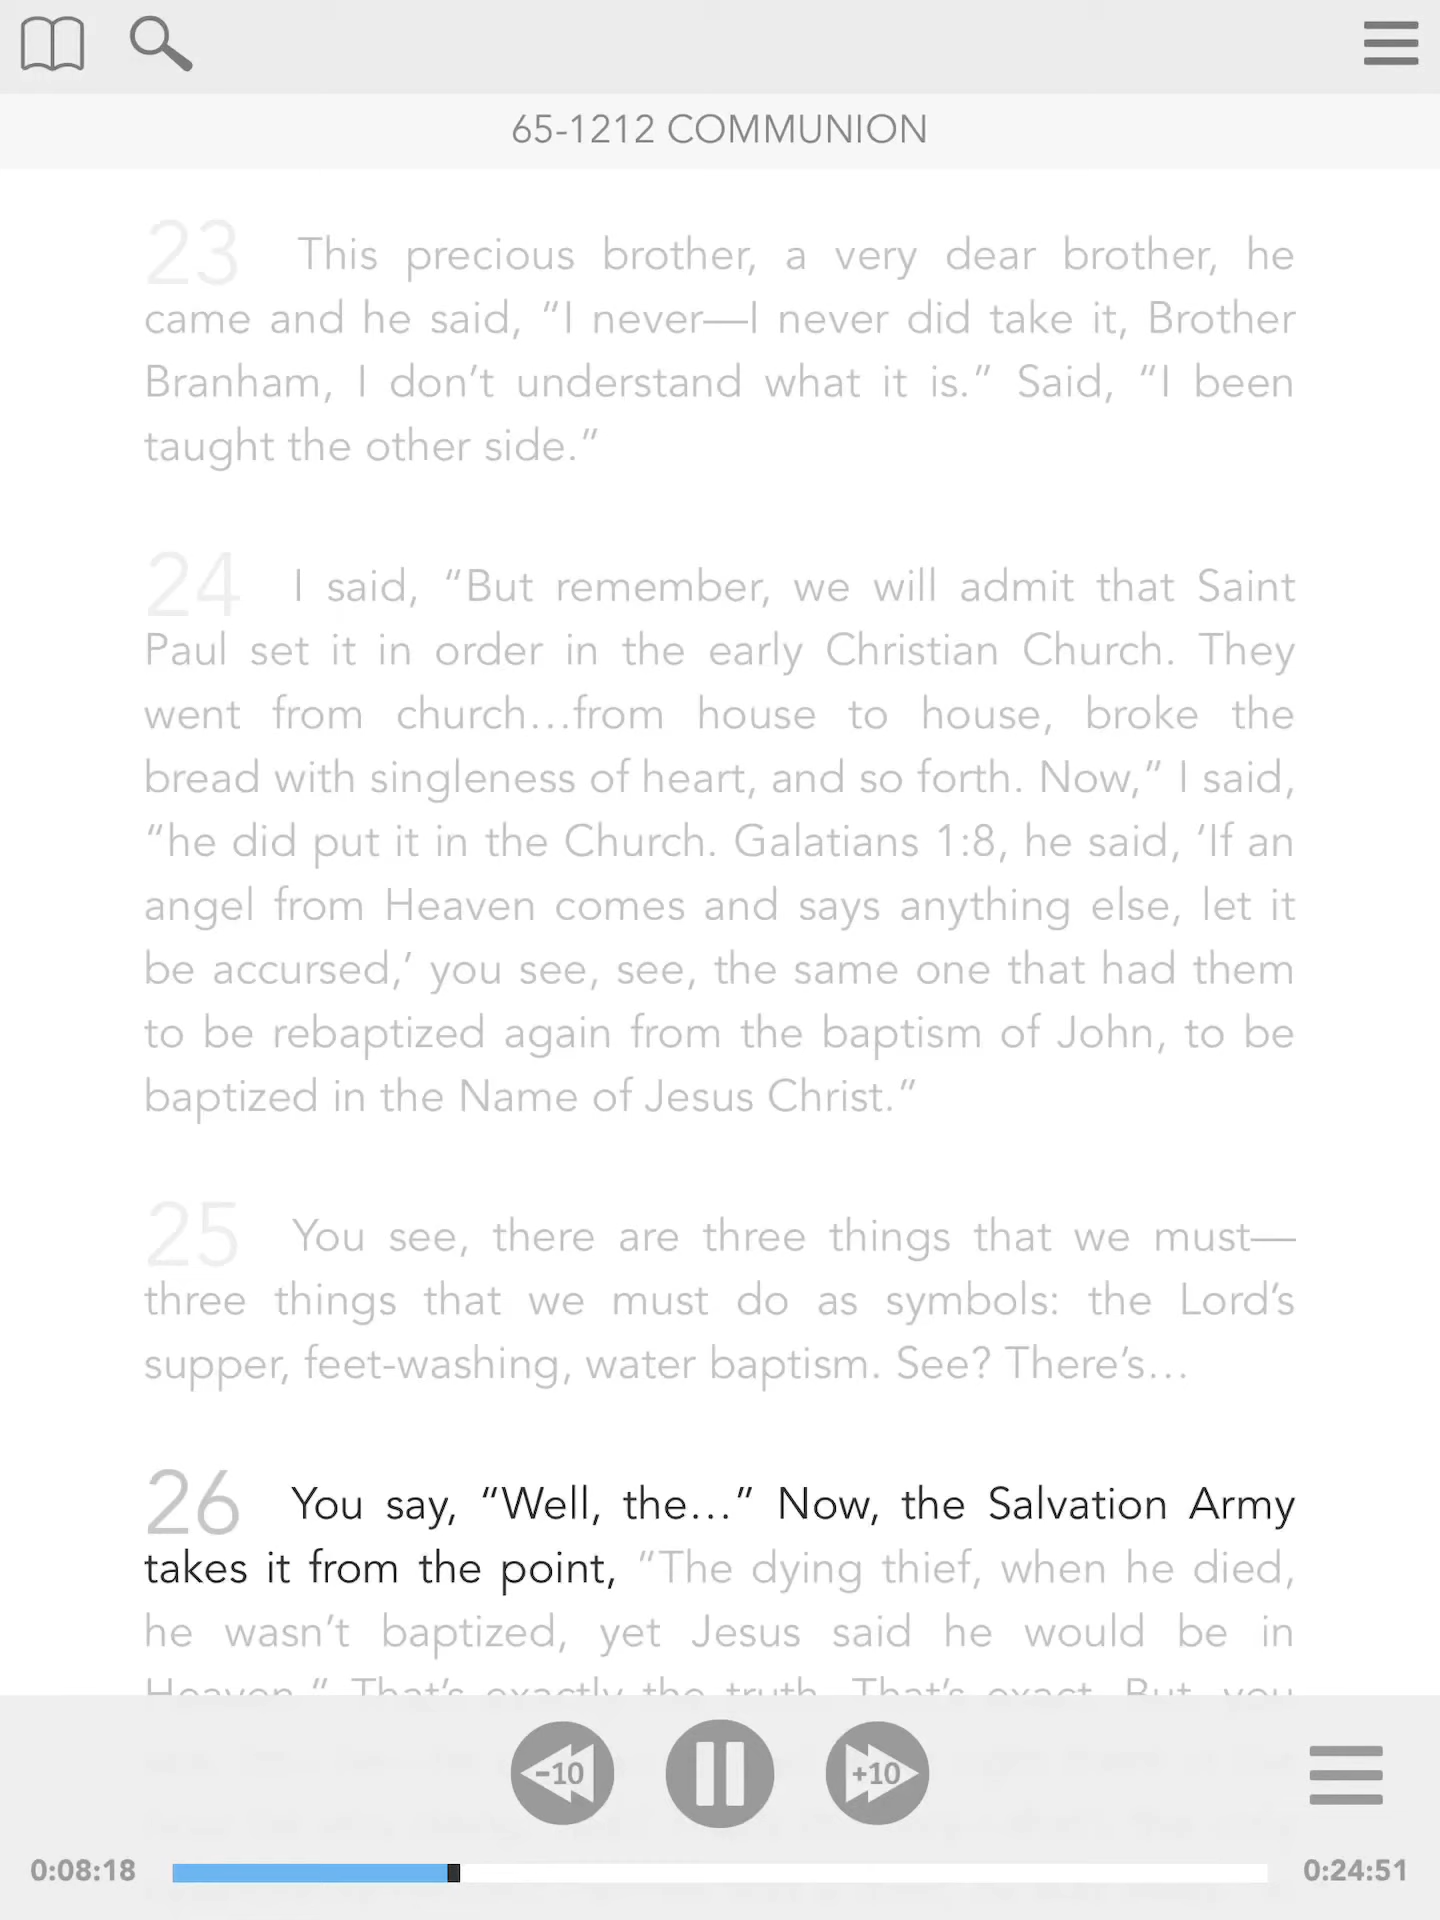 65-1212 COMMUNION
23 This precious brother, a very dear brother, he
came and he said, “I never—I never did take it, Brother
Branham, I don’t understand what it is.” Said, “I been
taught the other side.”
24 I said, “But remember, we will admit that Saint
Paul set it in order in the early Christian Church. They
went from church…from house to house, broke the
bread with singleness of heart, and so forth. Now,” I said,
“he did put it in the Church. Galatians 1:8, he said, ‘If an
angel from Heaven comes and says anything else, let it
be accursed,’ you see, see, the same one that had them
to be rebaptized again from the baptism of John, to be
baptized in the Name of Jesus Christ.”
25 You see, there are three things that we must—
three things that we must do as symbols: the Lord’s
supper, feet-washing, water baptism. See? There’s…
26 You say, “Well, the…” Now, the Salvation Army
takes it from the point, “The dying thief, when he died,
he wasn’t baptized, yet Jesus said he would be in
Heaven.” That’s exactly the truth. That’s exact. But, you
-10 +10
0:08:18 0:24:51